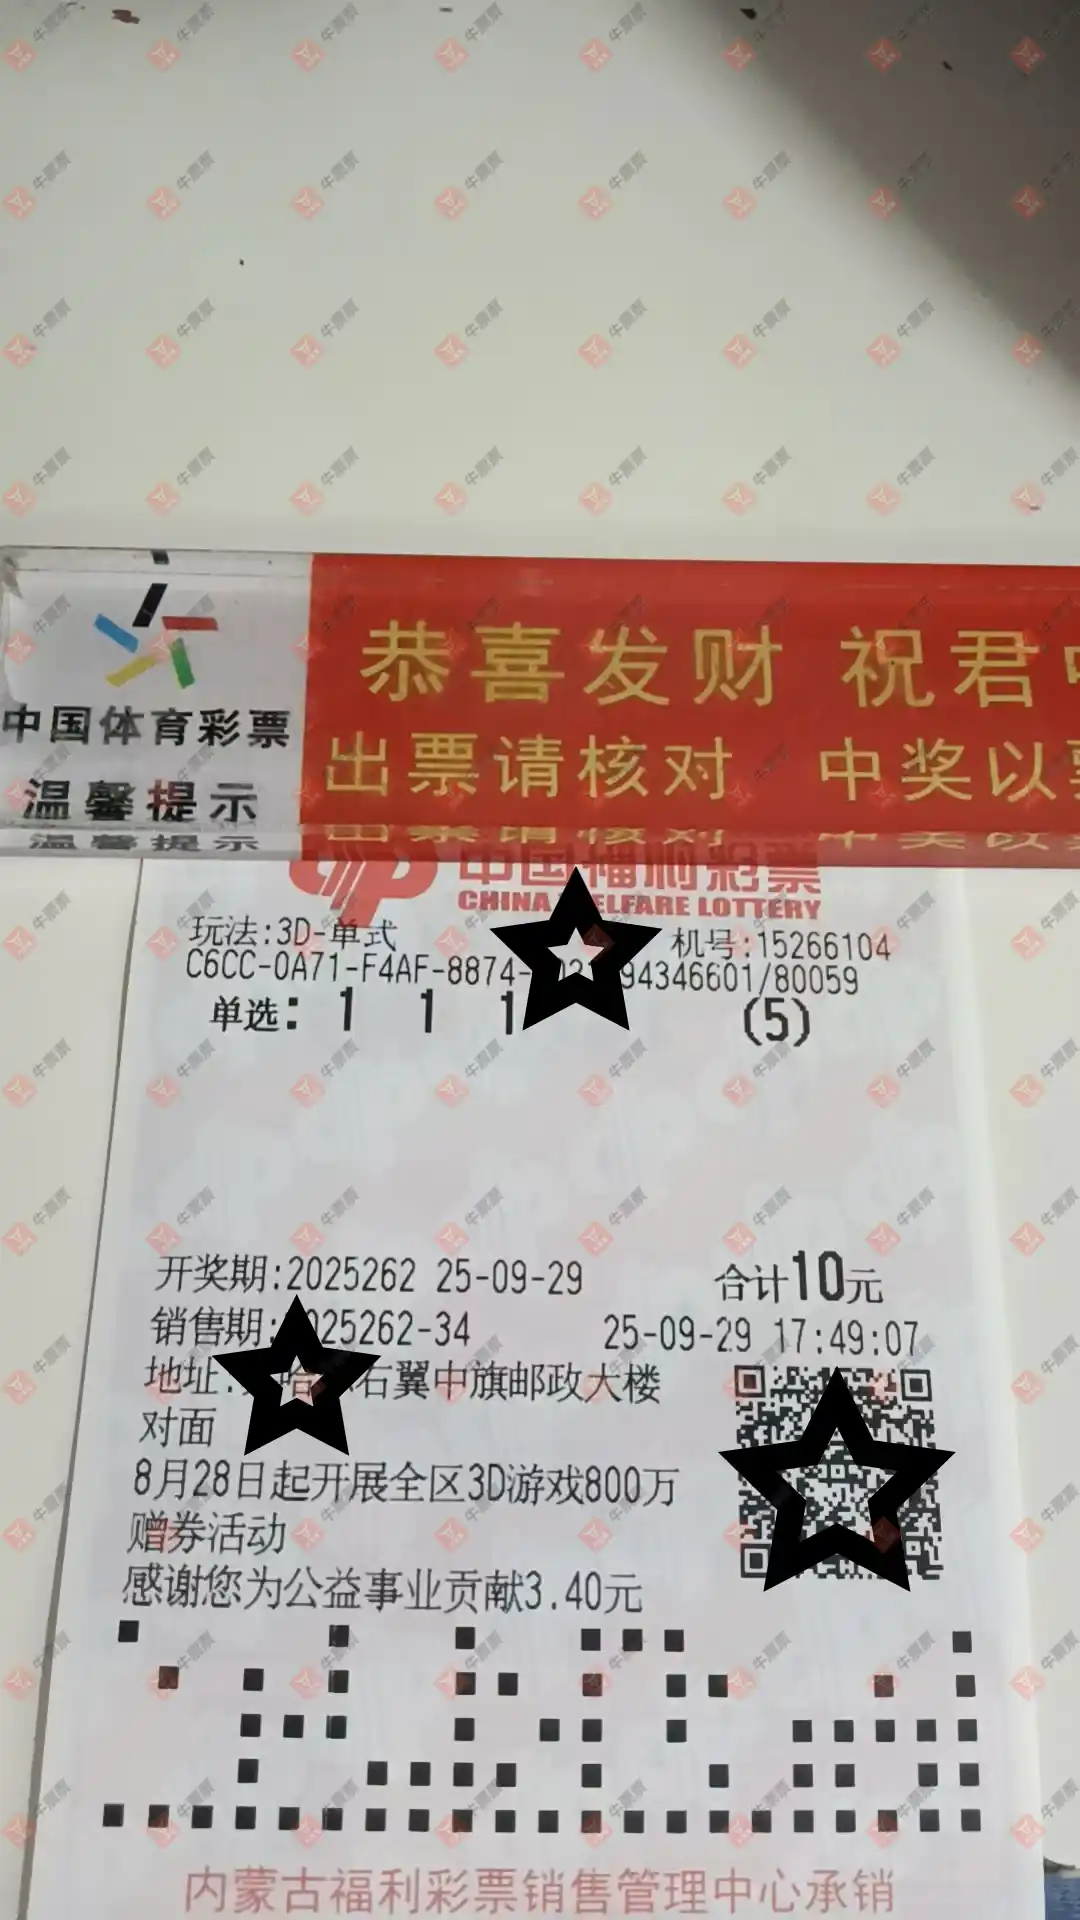 恭喜发财 祝君
中国体育彩票
出票请核对 中奖以
温馨提示
中国福利彩票
CHINA WELFARE LOTTERY
玩法:3D-单式
机号:15266104
C6CC-0A71-F4AF-8874- 94346601/80059
单选: 1 1 1 (5)
开奖期:2025262 25-09-29
合计10元
销售期: 025262-34 25-09-29 17:49:07
地址: 哈 右翼中旗邮政大楼
对面
8月28日起开展全区3D游戏800万
赠券活动
感谢您为公益事业贡献3.40元
内蒙古福利彩票销售管理中心承销
牛票票